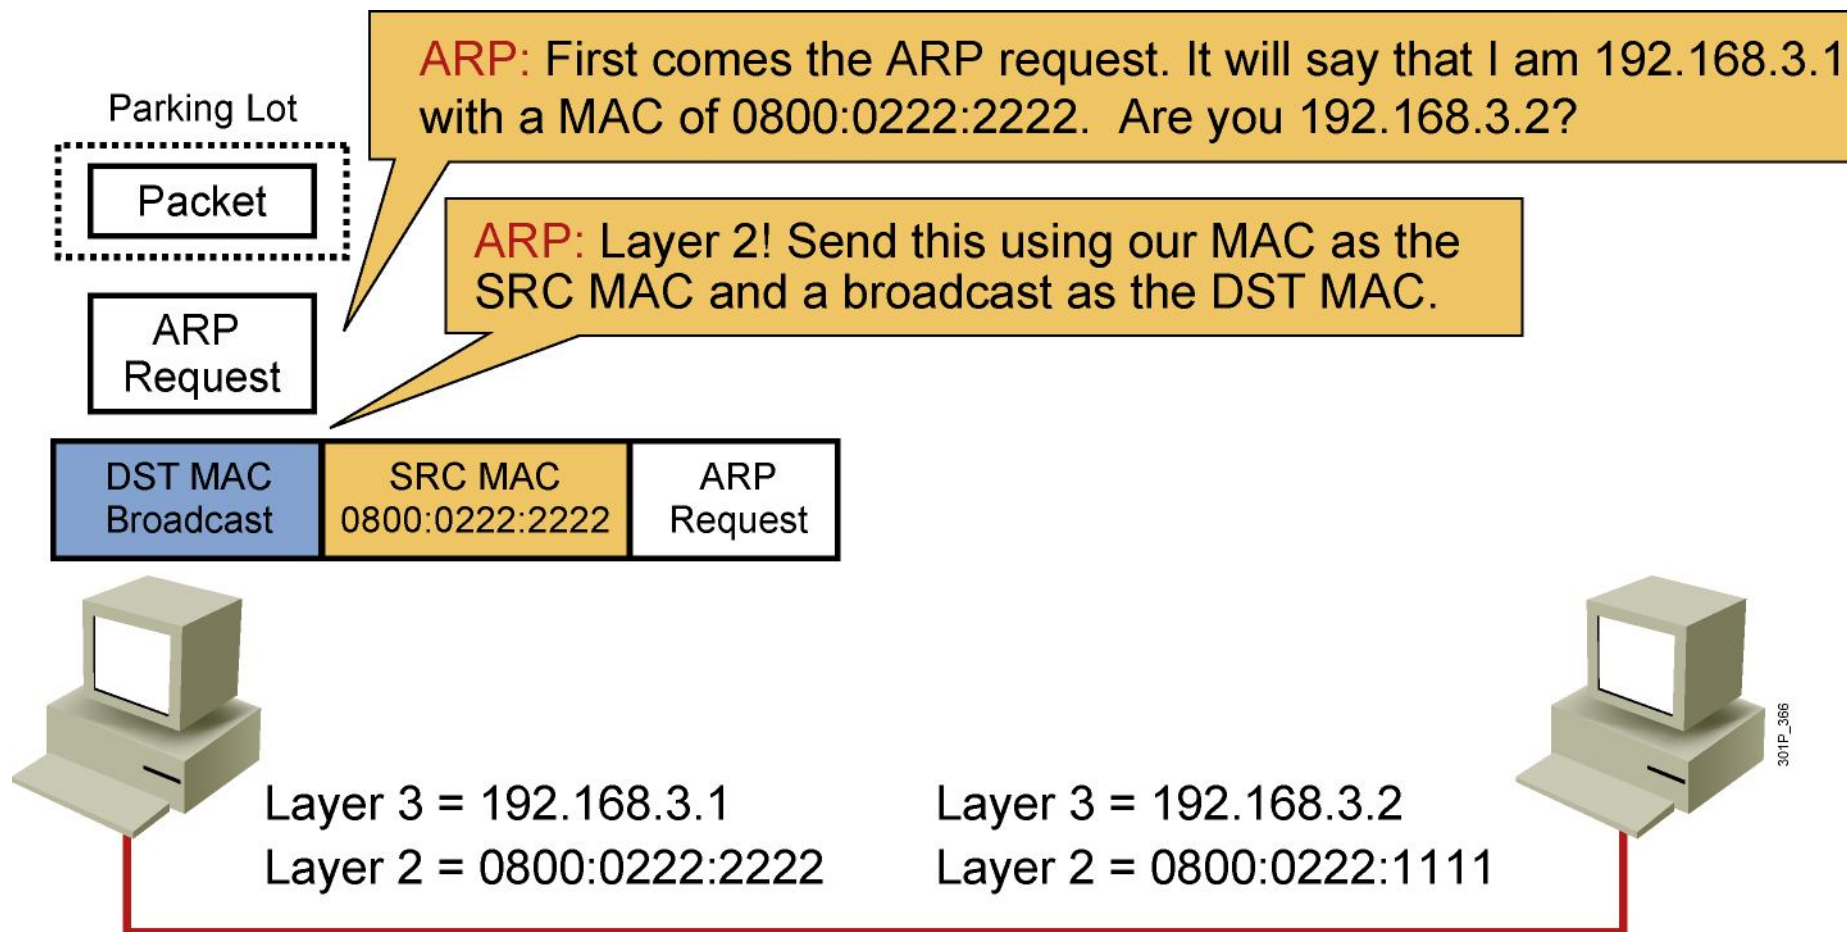 ARP: First comes the ARP request. It will say that I am 192.168.3.1
with a MAC of 0800:0222:2222. Are you 192.168.3.2?
Parking Lot
Packet
ARP: Layer 2! Send this using our MAC as the
SRC MAC and a broadcast as the DST MAC.
ARP
Request
DST MAC
Broadcast
SRC MAC
0800:0222:2222
ARP
Request
Layer 3 = 192.168.3.1
Layer 2 = 0800:0222:2222
Layer 3 = 192.168.3.2
Layer 2 = 0800:0222:1111
301P_366